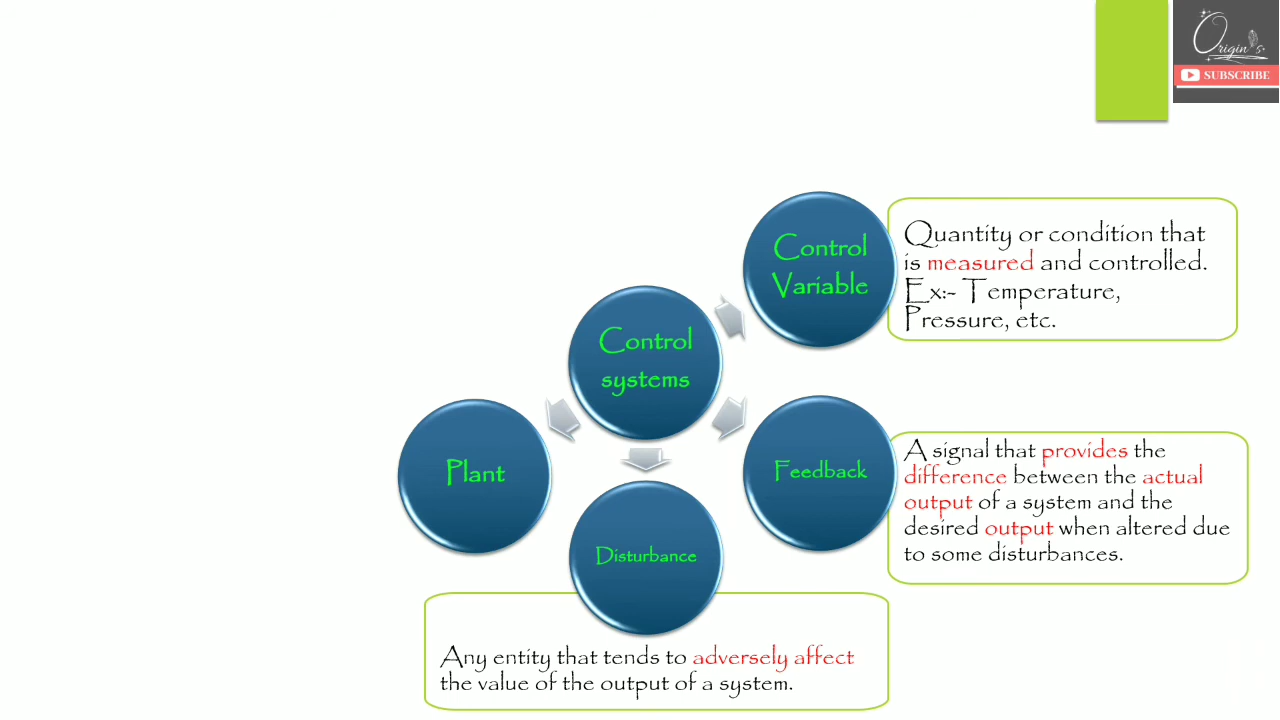 Origin's
SUBSCRIBE
Control
Variable
Quantity or condition that
is measured and controlled.
Ex:- Temperature,
Pressure, etc.
Control
systems
Plant
Feedback
A signal that provides the
difference between the actual
output of a system and the
desired output when altered due
to some disturbances.
Disturbance
Any entity that tends to adversely affect
the value of the output of a system.